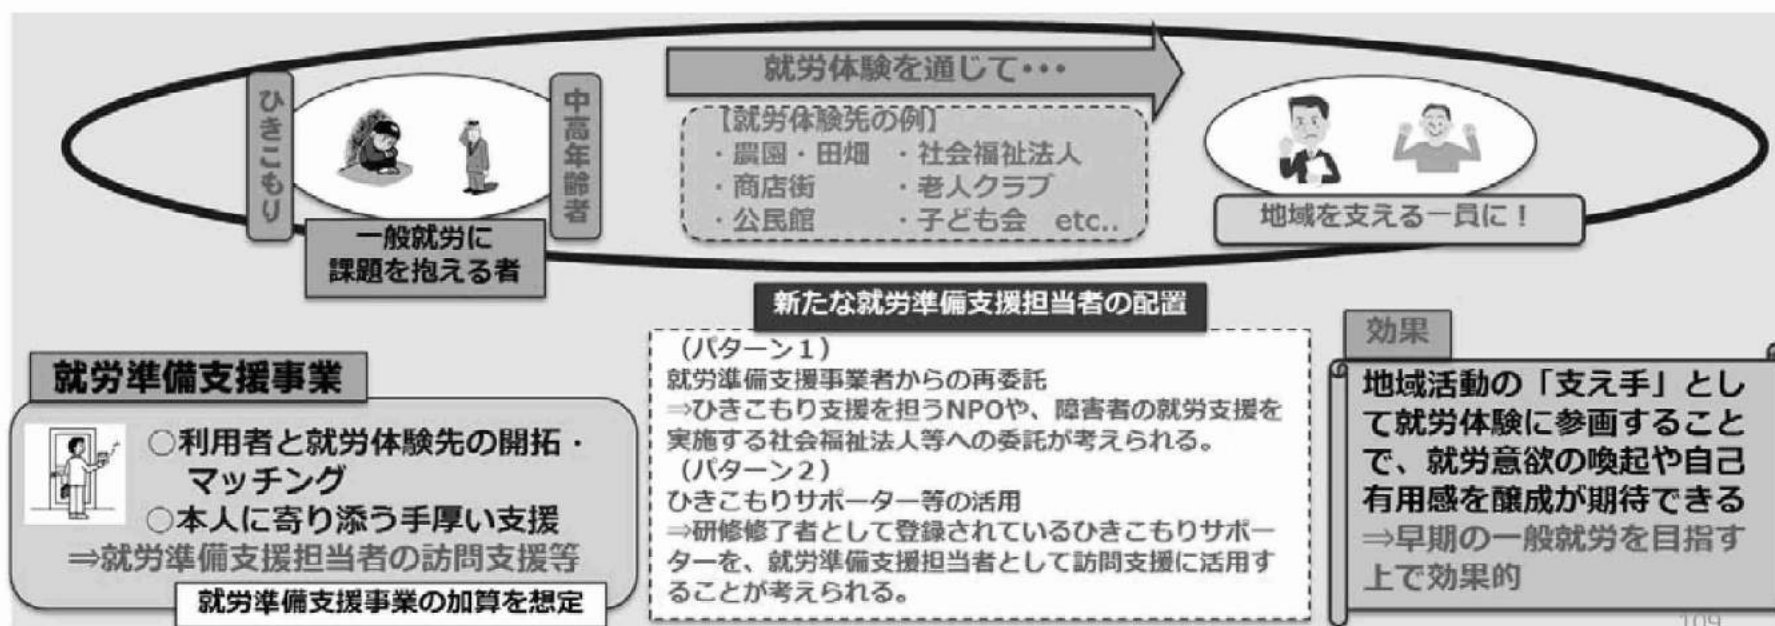 就労体験を通じて・・・
ひきこもり
中高年齢者
一般就労に
課題を抱える者
【就労体験先の例】
・農園・田畑 ・社会福祉法人
・商店街 ・老人クラブ
・公民館 ・子ども会 etc..
地域を支える一員に！
新たな就労準備支援担当者の配置
（パターン１）
就労準備支援事業者からの再委託
⇒ひきこもり支援を担うNPOや、障害者の就労支援を
実施する社会福祉法人等への委託が考えられる。
（パターン２）
ひきこもりサポーター等の活用
⇒研修修了者として登録されているひきこもりサポー
ターを、就労準備支援担当者として訪問支援に活用す
ることが考えられる。
就労準備支援事業
○利用者と就労体験先の開拓・
マッチング
○本人に寄り添う手厚い支援
⇒就労準備支援担当者の訪問支援等
就労準備支援事業の加算を想定
効果
地域活動の「支え手」とし
て就労体験に参画すること
で、就労意欲の喚起や自己
有用感を醸成が期待できる
⇒早期の一般就労を目指す
上で効果的
109